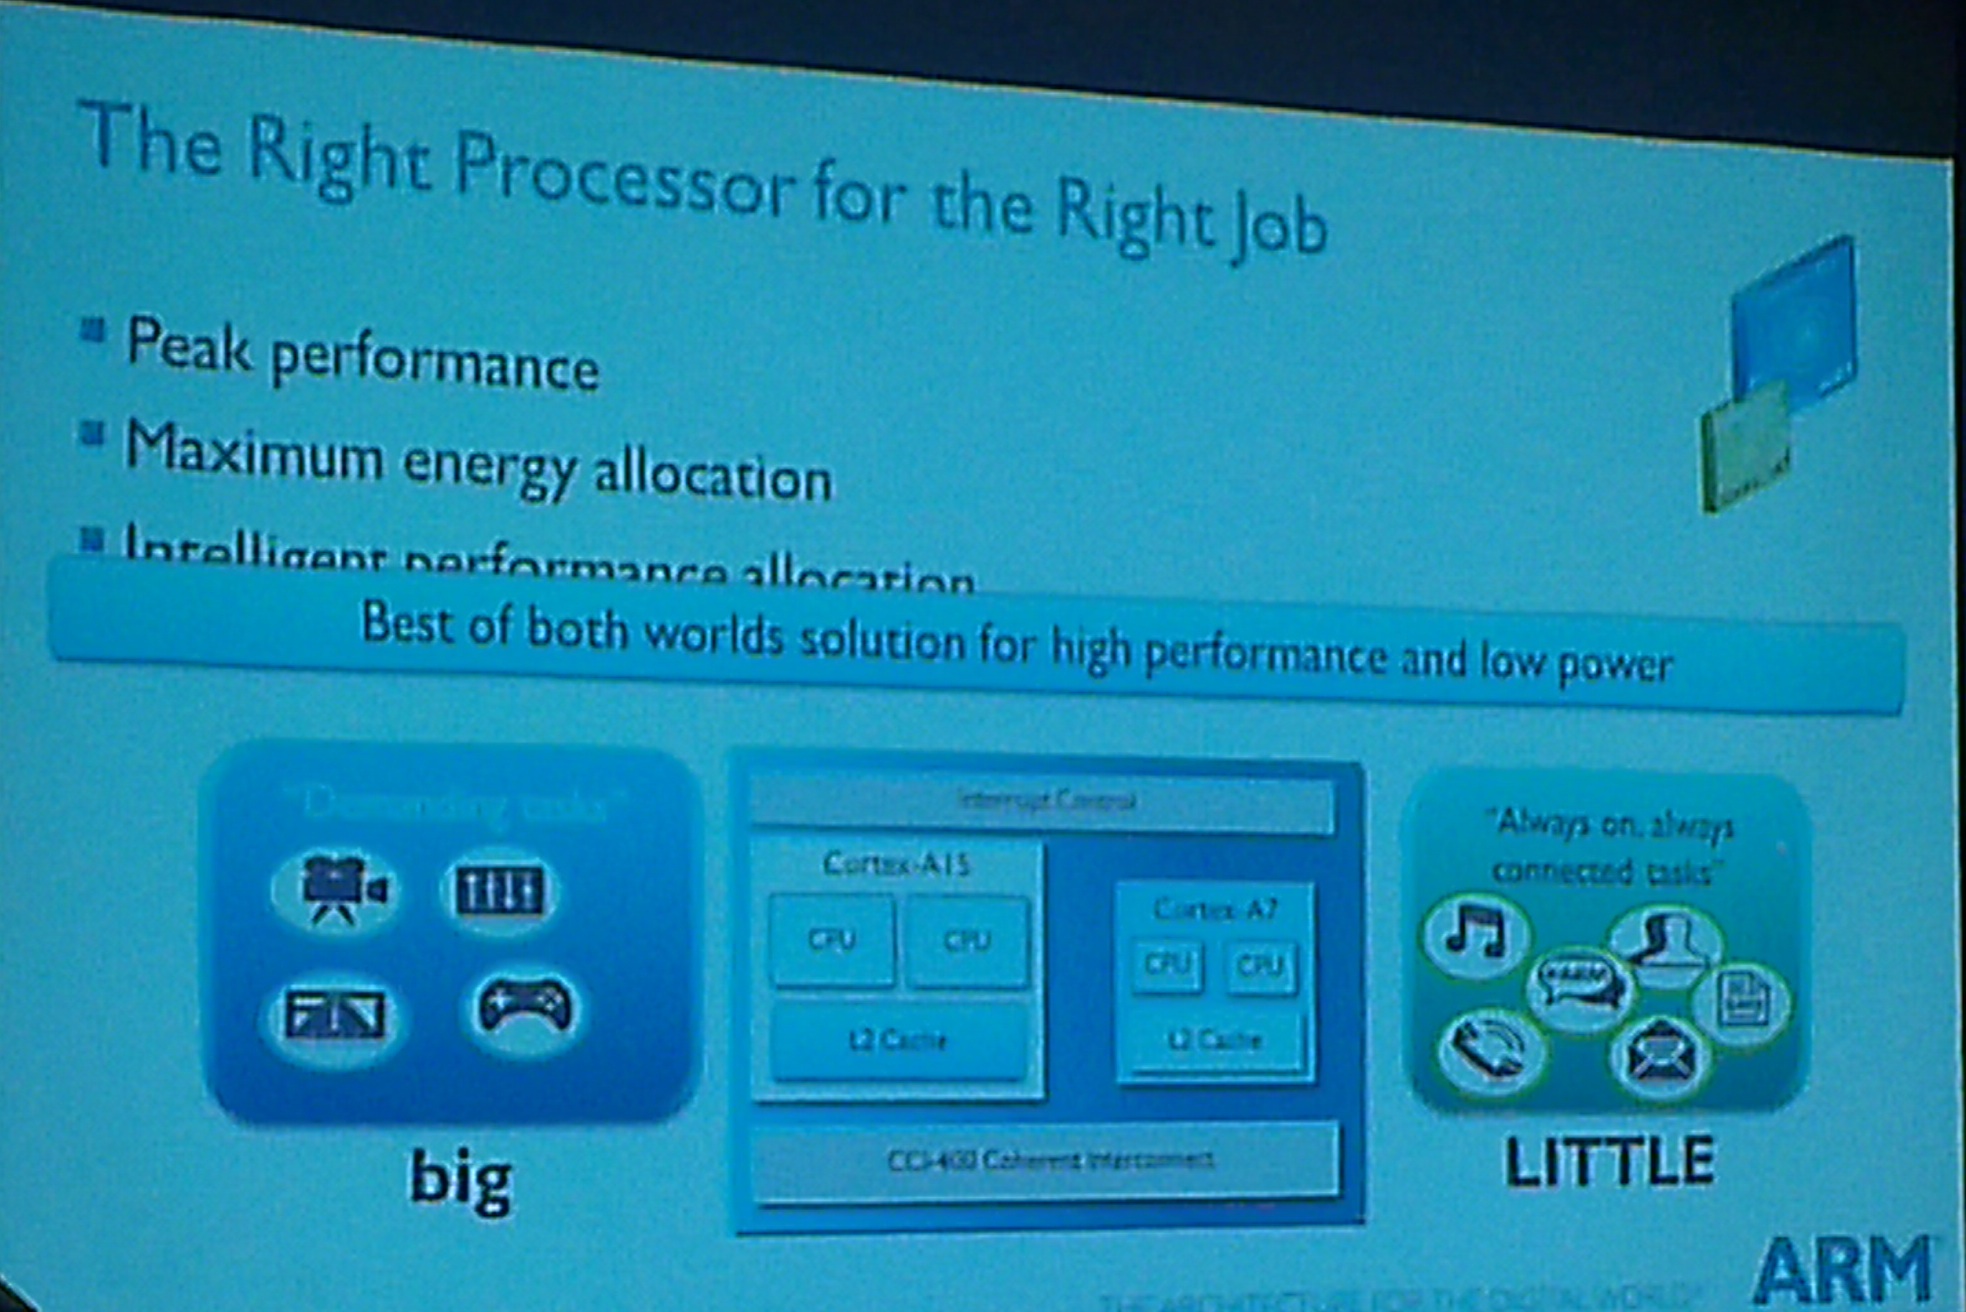 The Right Processor for the Right Job
Peak performance
Maximum energy allocation
Intelligent performance allocation
Best of both worlds solution for high performance and low power
"Demanding tasks"
big
Interrupt Control
Cortex-A15
CPU
CPU
L2 Cache
Cortex-A7
CPU
CPU
L2 Cache
CCI-400 Coherent Interconnect
"Always on, always
connected tasks"
LITTLE
THE ARCHITECTURE FOR THE DIGITAL WORLD
ARM